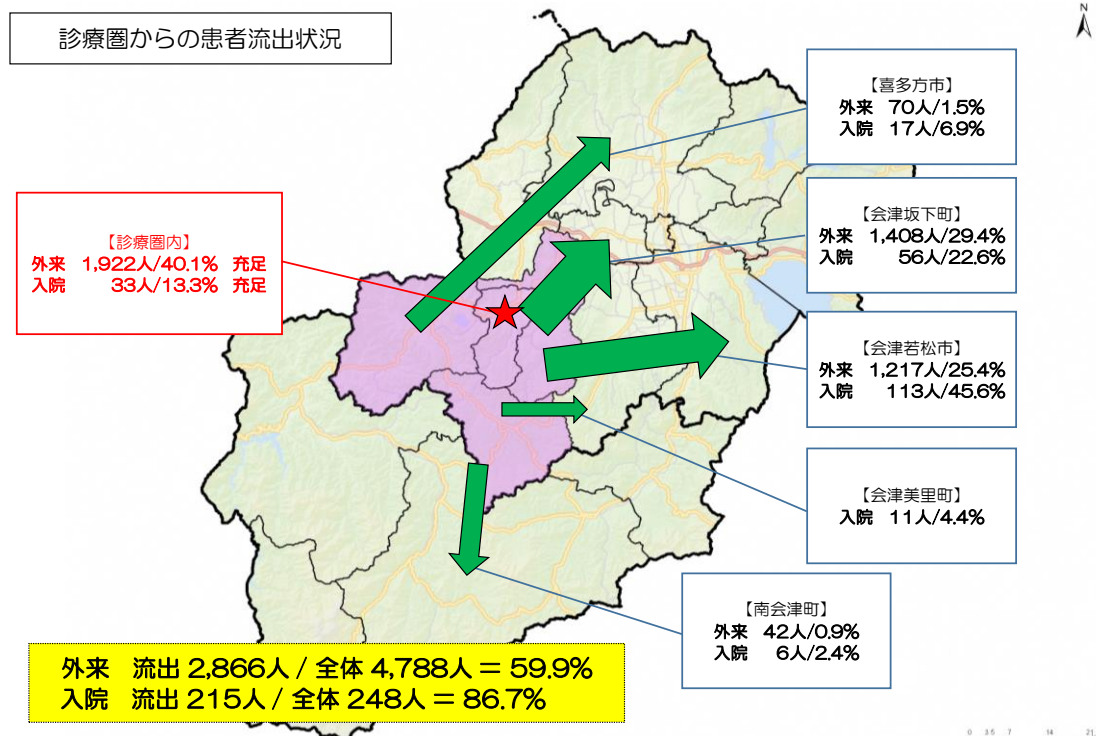 診療圏からの患者流出状況
N
【喜多方市】
外来 70人/1.5%
入院 17人/6.9%
【診療圏内】
外来 1,922人/40.1% 充足
入院 33人/13.3% 充足
【会津坂下町】
外来 1,408人/29.4%
入院 56人/22.6%
【会津若松市】
外来 1,217人/25.4%
入院 113人/45.6%
【会津美里町】
入院 11人/4.4%
【南会津町】
外来 42人/0.9%
入院 6人/2.4%
外来 流出 2,866人 / 全体 4,788人 = 59.9%
入院 流出 215人 / 全体 248人 = 86.7%
0 3.5 7 14 21